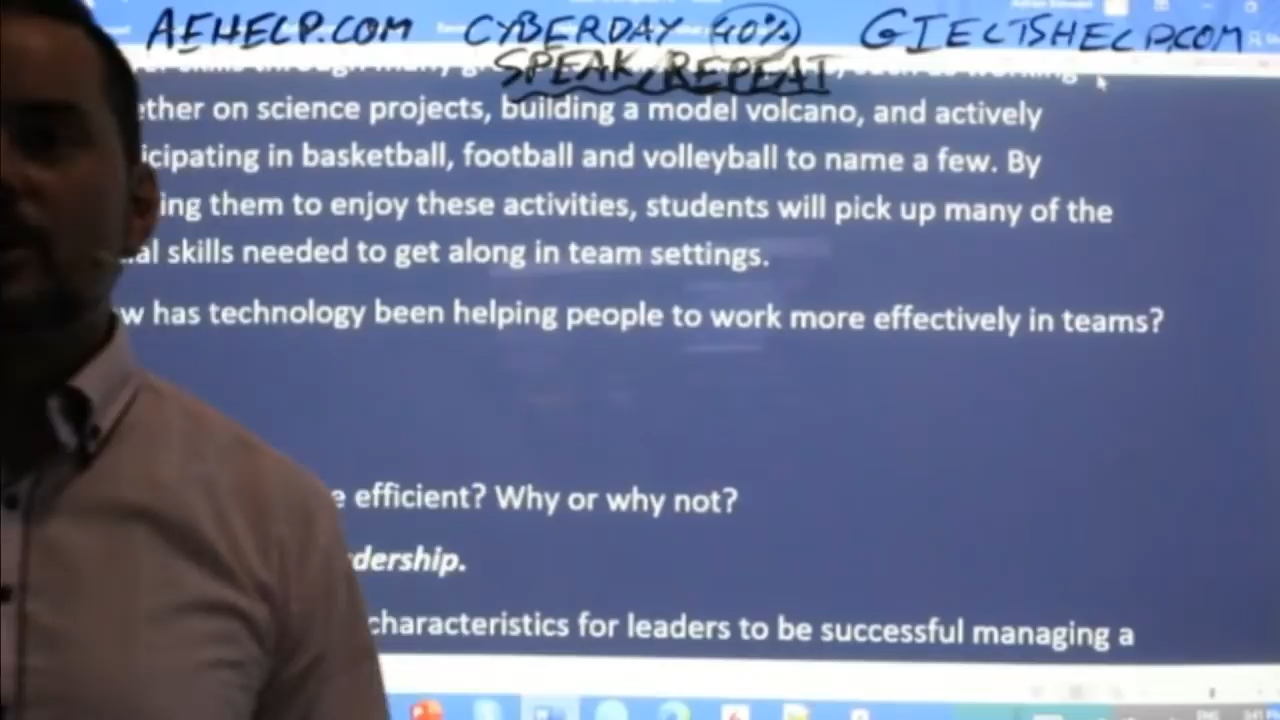 AEHELP.COM CYBERDAY 40% GIELTSHELP.COM
SPEAK, REPEAT
ether on science projects, building a model volcano, and actively
icipating in basketball, football and volleyball to name a few. By
ing them to enjoy these activities, students will pick up many of the
al skills needed to get along in team settings.
w has technology been helping people to work more effectively in teams?
e efficient? Why or why not?
dership.
characteristics for leaders to be successful managing a